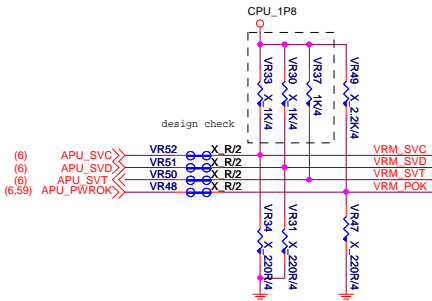 CPU_1P8
VR33 X_1K/4
VR30 X_1K/4
VR37 1K/4
VR49 X_2.2K/4
design check
(6) APU_SVC VR52 X_R/2 VRM_SVC
(6) APU_SVD VR51 X_R/2 VRM_SVD
(6) APU_SVT VR50 X_R/2 VRM_SVT
(6,59) APU_PWROK VR48 X_R/2 VRM_POK
VR34 X_220R/4
VR31 X_220R/4
VR47 X_220R/4